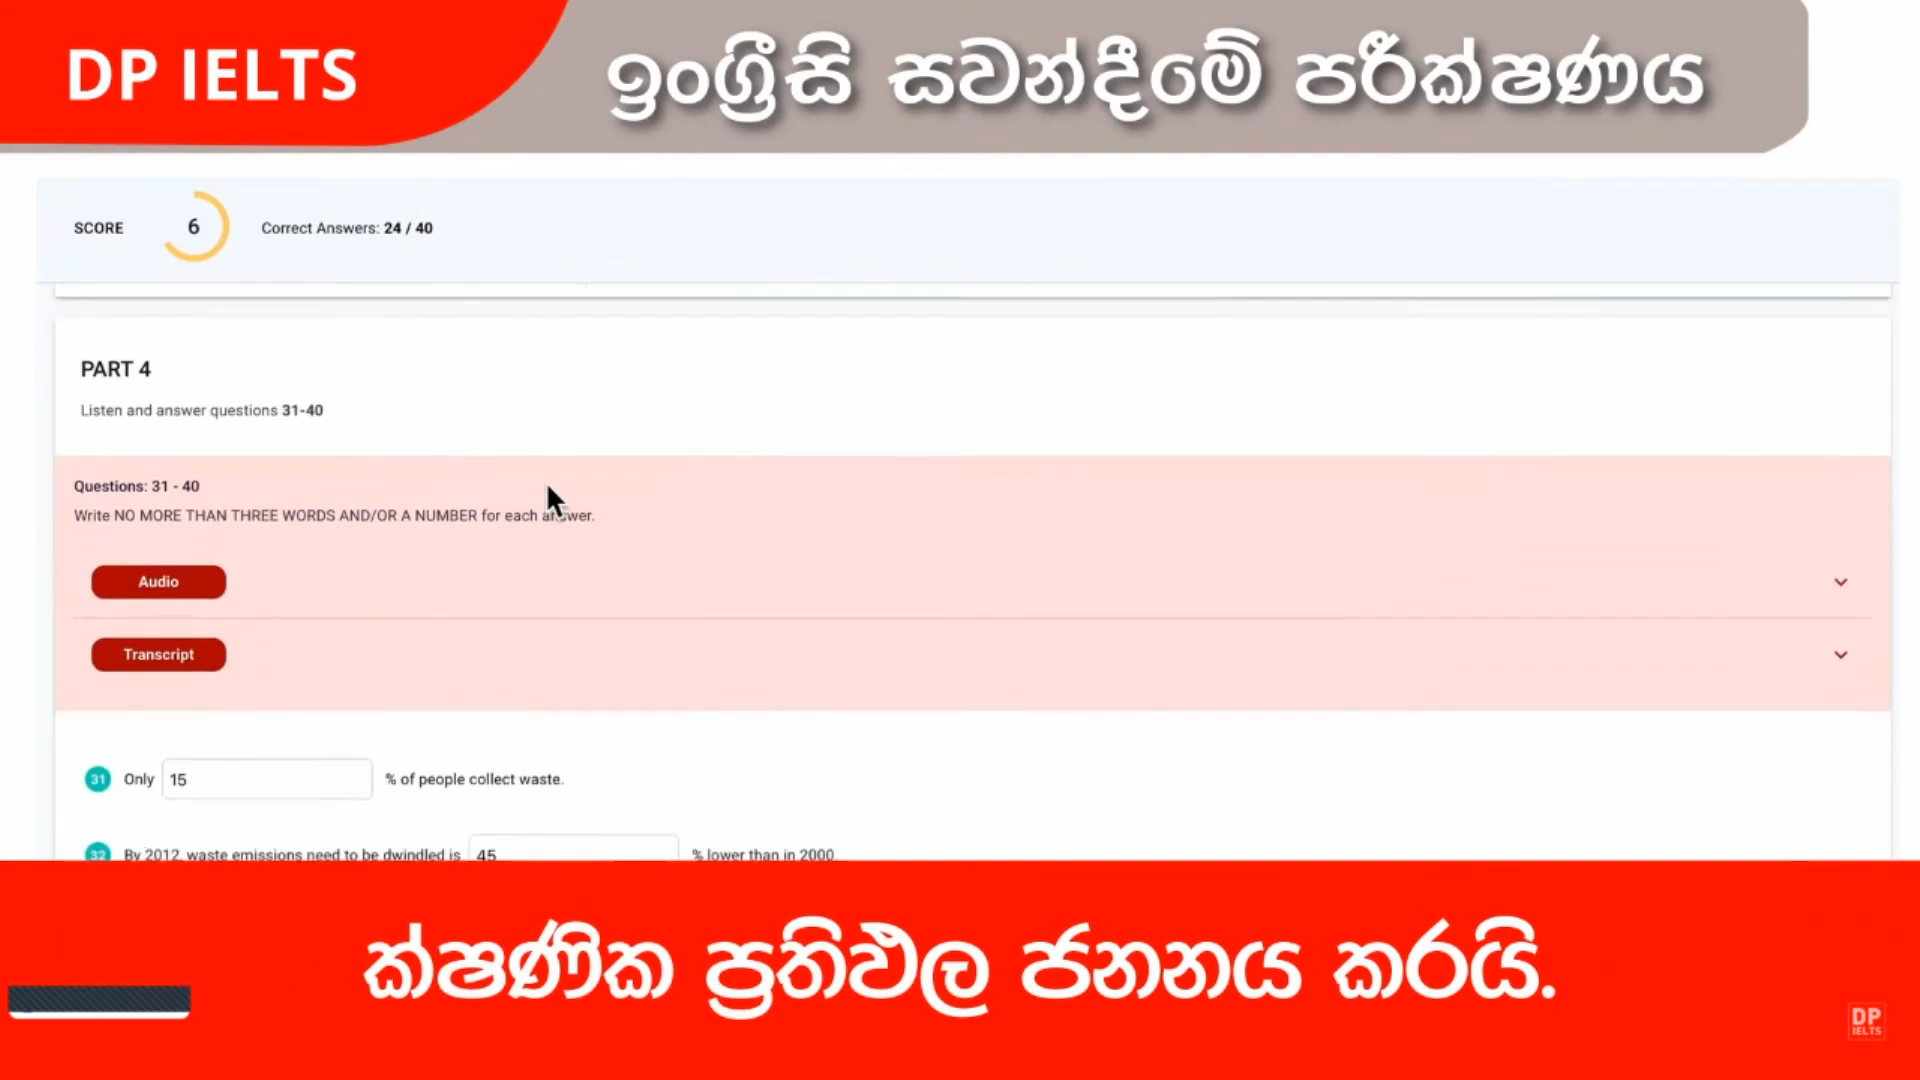 DP IELTS
ඉංග්‍රීසි සවන්දීමේ පරීක්ෂණය
SCORE 6 Correct Answers: 24 / 40
PART 4
Listen and answer questions 31-40
Questions: 31 - 40
Write NO MORE THAN THREE WORDS AND/OR A NUMBER for each answer.
Audio
Transcript
31 Only 15 % of people collect waste.
32 By 2012, waste emissions need to be dwindled is 45 % lower than in 2000.
ක්ෂණික ප්‍රතිඵල ජනනය කරයි.
DP
IELTS